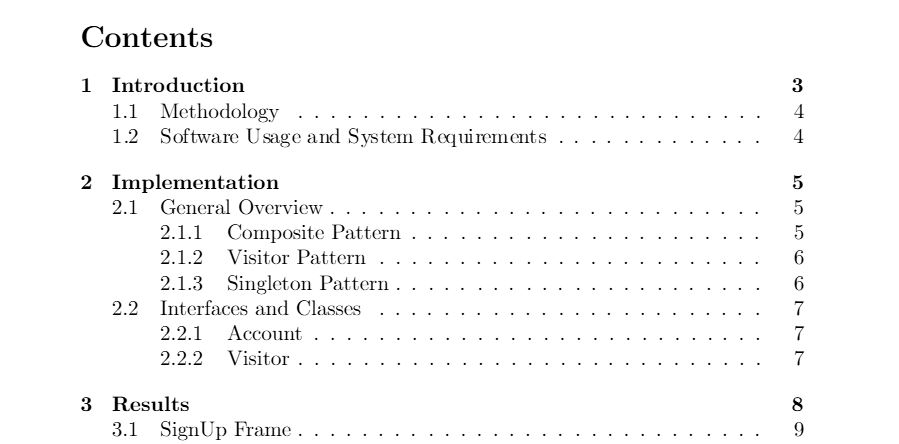 Contents
1 Introduction 3
1.1 Methodology . . . . . . . . . . . . . . . . . . . . . . . . . . . . . 4
1.2 Software Usage and System Requirements . . . . . . . . . . . . . 4
2 Implementation 5
2.1 General Overview . . . . . . . . . . . . . . . . . . . . . . . . . . . 5
2.1.1 Composite Pattern . . . . . . . . . . . . . . . . . . . . . . 5
2.1.2 Visitor Pattern . . . . . . . . . . . . . . . . . . . . . . . . 6
2.1.3 Singleton Pattern . . . . . . . . . . . . . . . . . . . . . . . 6
2.2 Interfaces and Classes . . . . . . . . . . . . . . . . . . . . . . . . 7
2.2.1 Account . . . . . . . . . . . . . . . . . . . . . . . . . . . . 7
2.2.2 Visitor . . . . . . . . . . . . . . . . . . . . . . . . . . . . . 7
3 Results 8
3.1 SignUp Frame . . . . . . . . . . . . . . . . . . . . . . . . . . . . . 9